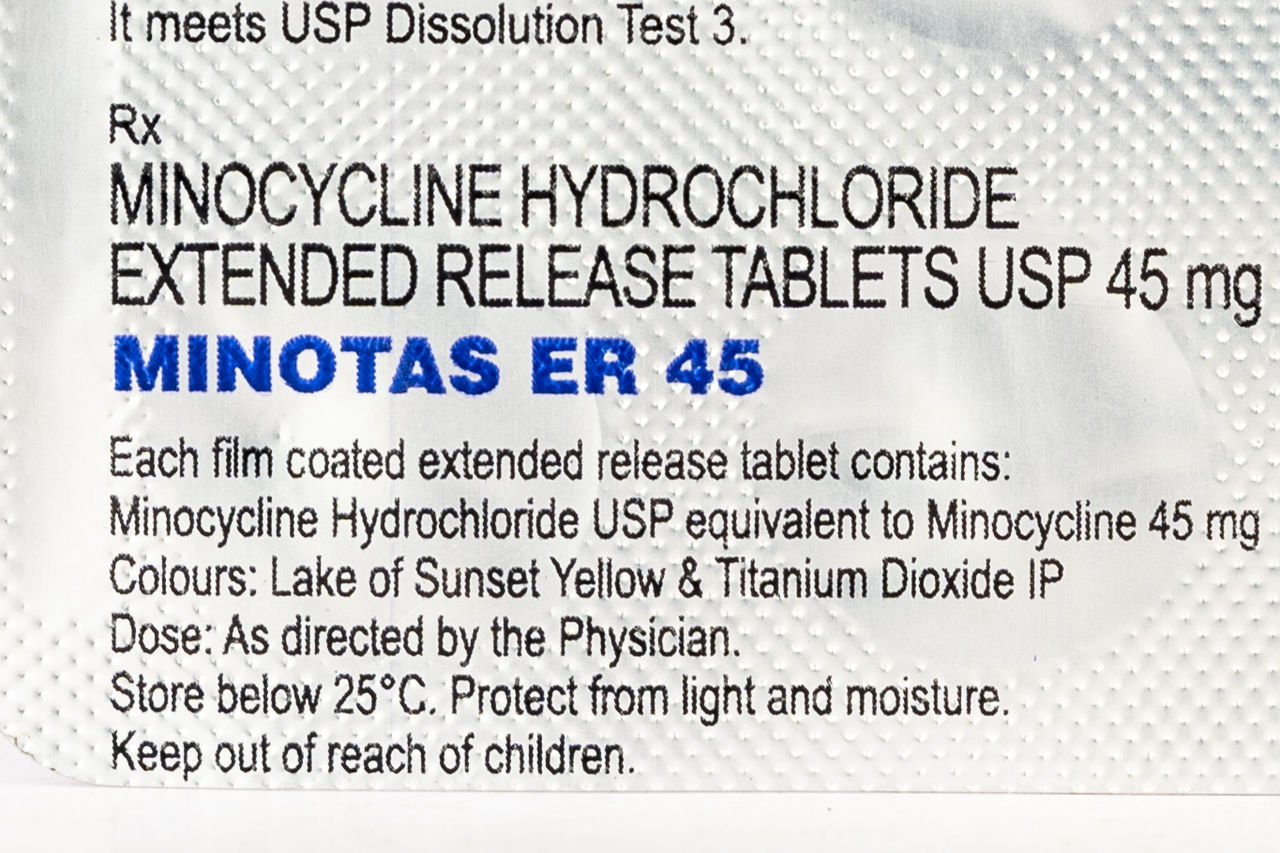 It meets USP Dissolution Test 3.
Rx
MINOCYCLINE HYDROCHLORIDE
EXTENDED RELEASE TABLETS USP 45 mg
MINOTAS ER 45
Each film coated extended release tablet contains:
Minocycline Hydrochloride USP equivalent to Minocycline 45 mg
Colours: Lake of Sunset Yellow & Titanium Dioxide IP
Dose: As directed by the Physician.
Store below 25°C. Protect from light and moisture.
Keep out of reach of children.